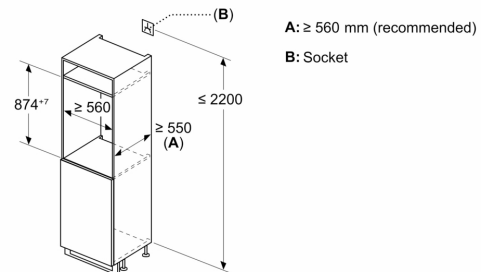 (B)
A: ≥ 560 mm (recommended)
B: Socket
874+7
≥ 560
≤ 2200
≥ 550
(A)